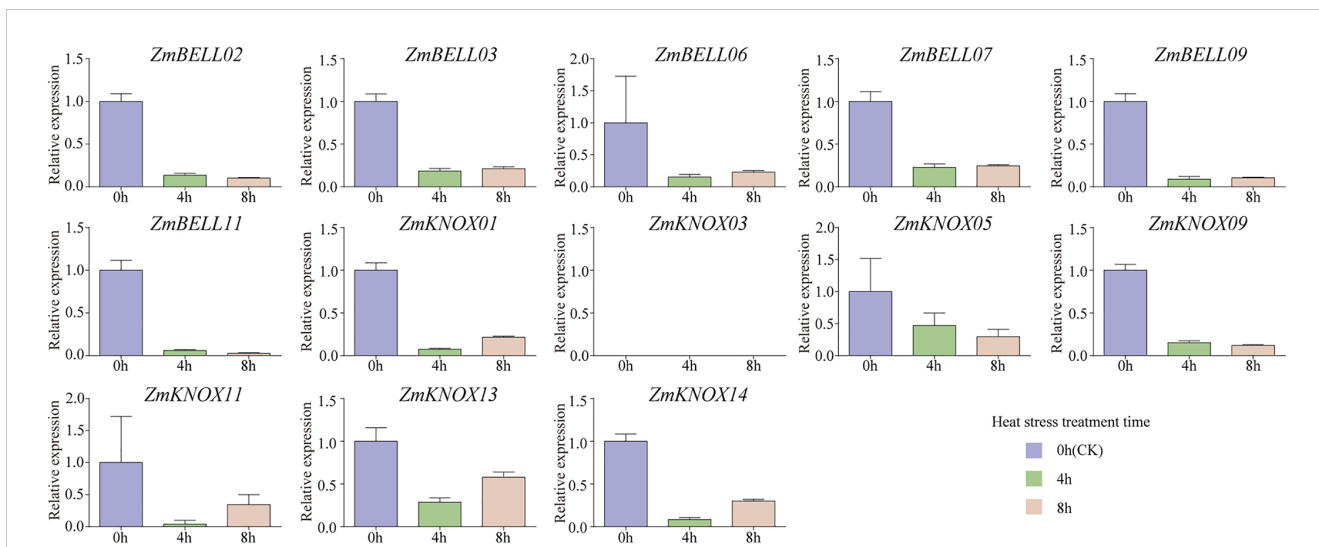 ZmBELL02
Relative expression
1.5
1.0
0.5
0.0
0h 4h 8h
ZmBELL03
Relative expression
1.5
1.0
0.5
0.0
0h 4h 8h
ZmBELL06
Relative expression
2.0
1.5
1.0
0.5
0.0
0h 4h 8h
ZmBELL07
Relative expression
1.5
1.0
0.5
0.0
0h 4h 8h
ZmBELL09
Relative expression
1.5
1.0
0.5
0.0
0h 4h 8h
ZmBELL11
Relative expression
1.5
1.0
0.5
0.0
0h 4h 8h
ZmKNOX01
Relative expression
1.5
1.0
0.5
0.0
0h 4h 8h
ZmKNOX03
Relative expression
1.5
1.0
0.5
0.0
0h 4h 8h
ZmKNOX05
Relative expression
2.0
1.5
1.0
0.5
0.0
0h 4h 8h
ZmKNOX09
Relative expression
1.5
1.0
0.5
0.0
0h 4h 8h
ZmKNOX11
Relative expression
2.0
1.5
1.0
0.5
0.0
0h 4h 8h
ZmKNOX13
Relative expression
1.5
1.0
0.5
0.0
0h 4h 8h
ZmKNOX14
Relative expression
1.5
1.0
0.5
0.0
0h 4h 8h
Heat stress treatment time
0h(CK)
4h
8h